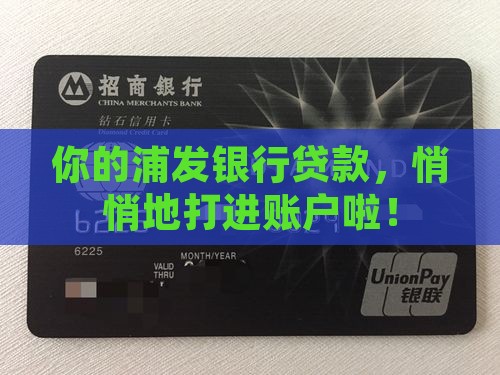 招商銀行
CHINA MERCHANTS BANK
钻石信用卡
Diamond Credit Card
你的浦发银行贷款，悄
悄地打进账户啦！
6225
MONTH/YEAR
VALID
THRU
UnionPay
银联